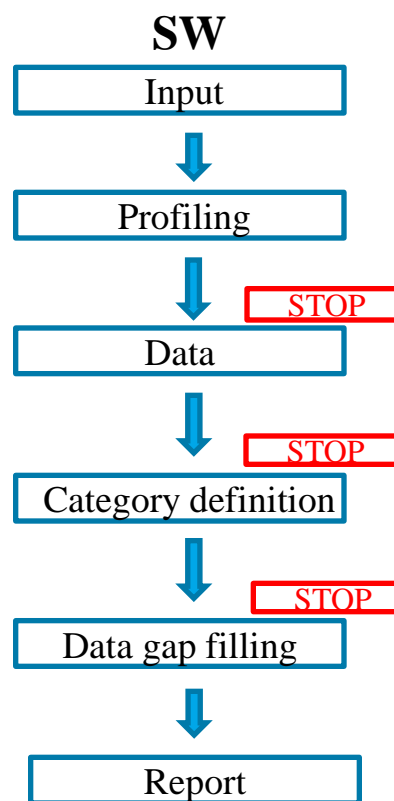 SW
Input
Profiling
STOP
Data
STOP
Category definition
STOP
Data gap filling
Report